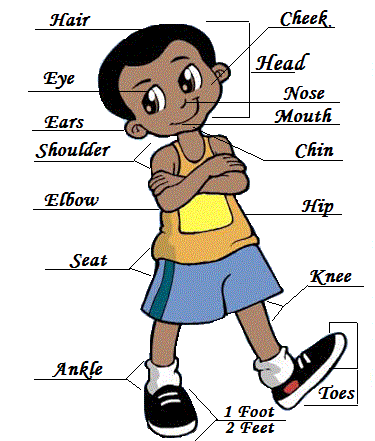 Hair
Cheek
Head
Eye
Nose
Mouth
Ears
Shoulder
Chin
Elbow
Hip
Seat
Knee
Ankle
Toes
1 Foot
2 Feet